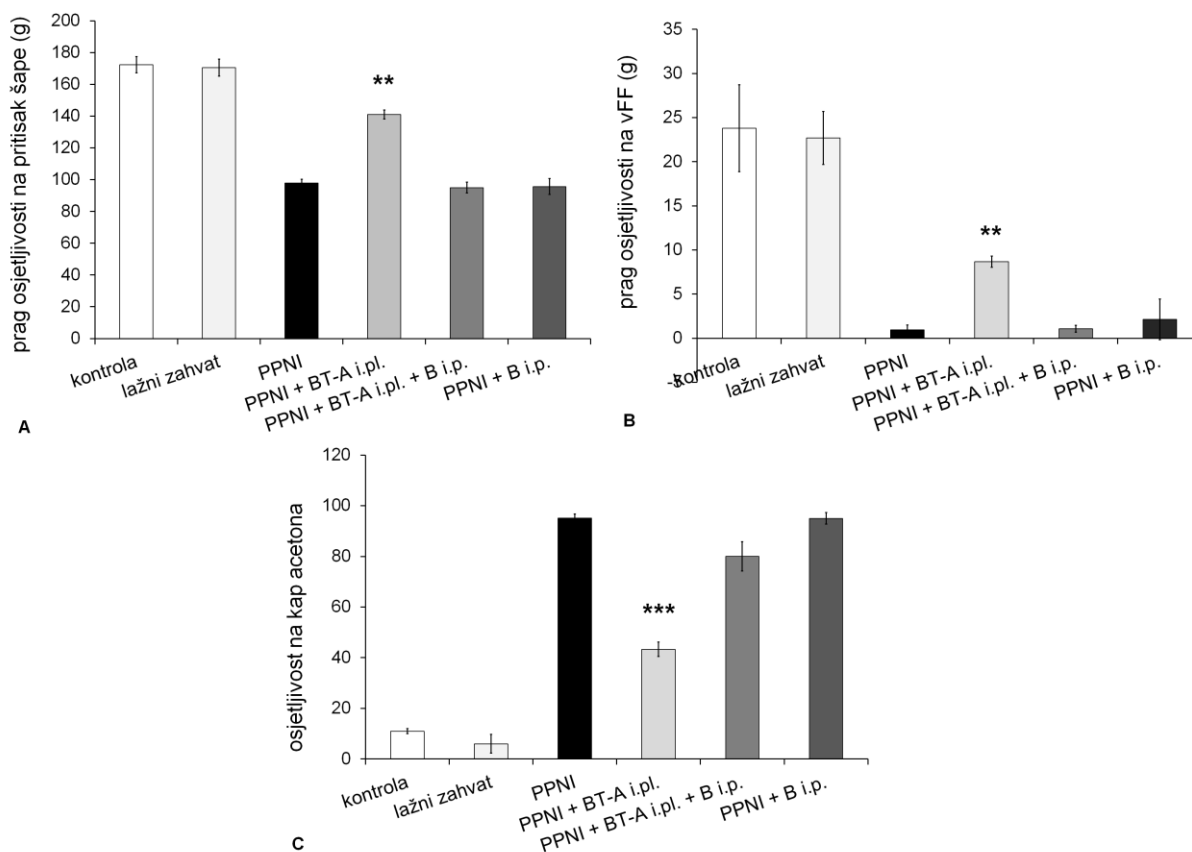 prag osjetljivosti na pritisak šape (g)
200
180
160
140
120
100
80
60
40
20
0
**
kontrola
lažni zahvat
PPNI
PPNI + BT-A i.pl.
PPNI + BT-A i.pl. + B i.p.
PPNI + B i.p.
A
prag osjetljivosti na vFF (g)
35
30
25
20
15
10
5
0
-5
**
kontrola
lažni zahvat
PPNI
PPNI + BT-A i.pl.
PPNI + BT-A i.pl. + B i.p.
PPNI + B i.p.
B
osjetljivost na kap acetona
120
100
80
60
40
20
0
***
kontrola
lažni zahvat
PPNI
PPNI + BT-A i.pl.
PPNI + BT-A i.pl. + B i.p.
PPNI + B i.p.
C